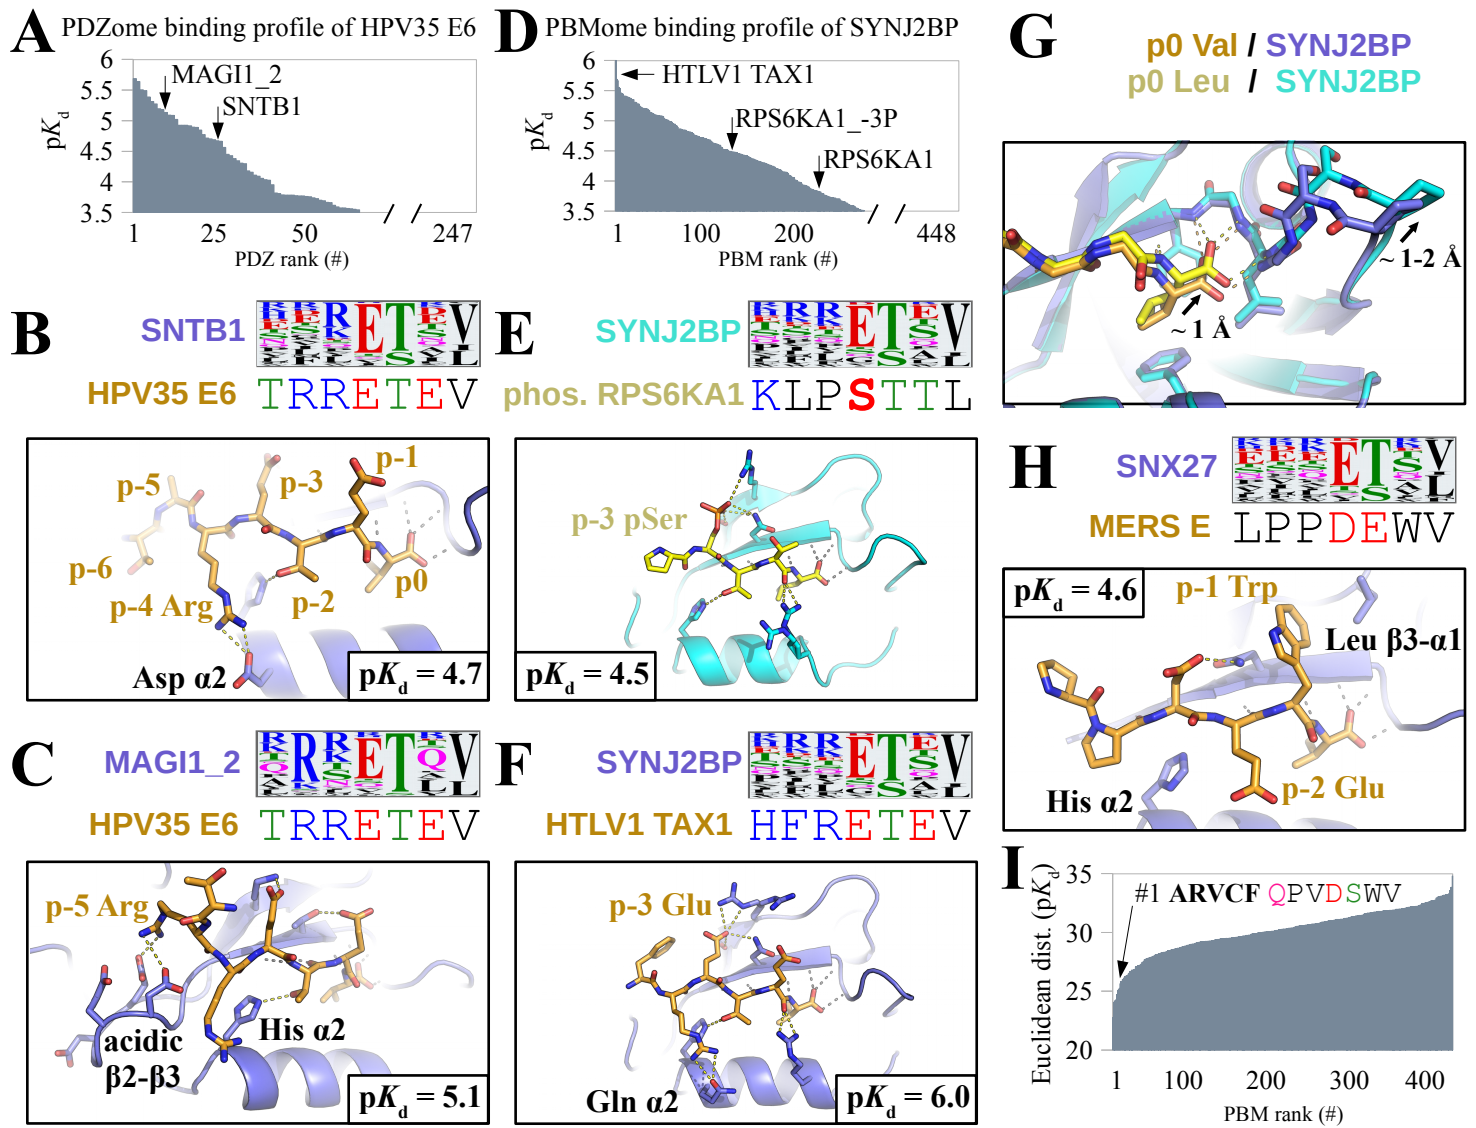 A
PDZome binding profile of HPV35 E6
pKd
6
5.5
5
4.5
4
3.5
MAGI1_2
SNTB1
1
25
50
247
PDZ rank (#)
B
SNTB1
HPV35 E6
TRRETEV
p-5
p-6
p-4 Arg
p-3
p-2
p-1
p0
Asp α2
pKd = 4.7
C
MAGI1_2
HPV35 E6
TRRETEV
p-5 Arg
acidic
β2-β3
His α2
pKd = 5.1
D
PBMome binding profile of SYNJ2BP
pKd
6
5.5
5
4.5
4
3.5
HTLV1 TAX1
RPS6KA1_-3P
RPS6KA1
1
100
200
448
PBM rank (#)
E
SYNJ2BP
phos. RPS6KA1
KLPSTTL
p-3 pSer
pKd = 4.5
F
SYNJ2BP
HTLV1 TAX1
HFRETEV
p-3 Glu
Gln α2
pKd = 6.0
G
p0 Val / SYNJ2BP
p0 Leu / SYNJ2BP
~ 1 Å
~ 1-2 Å
H
SNX27
MERS E
LPPDEWV
pKd = 4.6
p-1 Trp
Leu β3-α1
His α2
p-2 Glu
I
Euclidean dist. (pKd)
35
30
25
20
#1 ARVCF QPVDSWV
1
100
200
300
400
PBM rank (#)